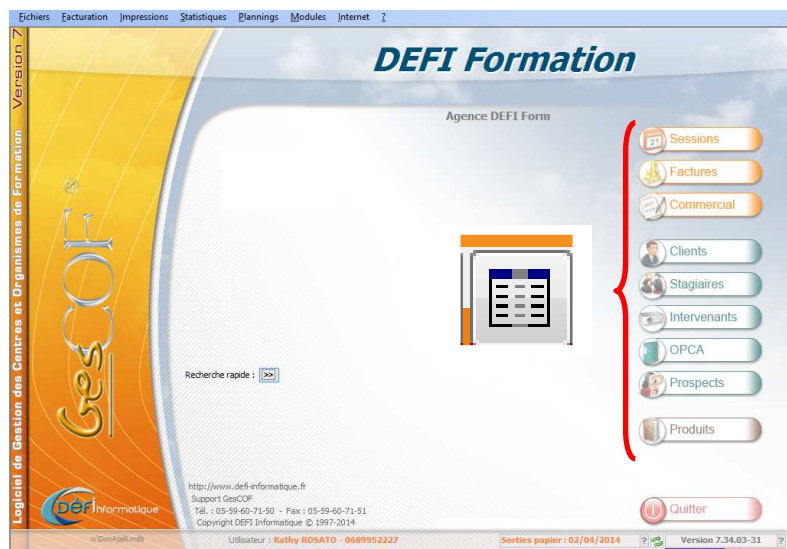 Fichiers Facturation Impressions Statistiques Plannings Modules Internet ?
Logiciel de Gestion des Centres et Organismes de Formation Version 7
GesCOF
DEFI Formation
Agence DEFI Form
Sessions
Factures
Commercial
Clients
Stagiaires
Intervenants
OPCA
Prospects
Produits
Recherche rapide : >>
http://www.defi-informatique.fr
Support GesCOF
Tél. : 05-59-60-71-50 - Fax : 05-59-60-71-51
Copyright DEFI Informatique © 1997-2014
DéfInformatique
Quitter
c:\DonAppli.mdb Utilisateur : Kathy ROSATO - 0689952227 Sorties papier : 02/04/2014 ? Version 7.34.03-31 ?